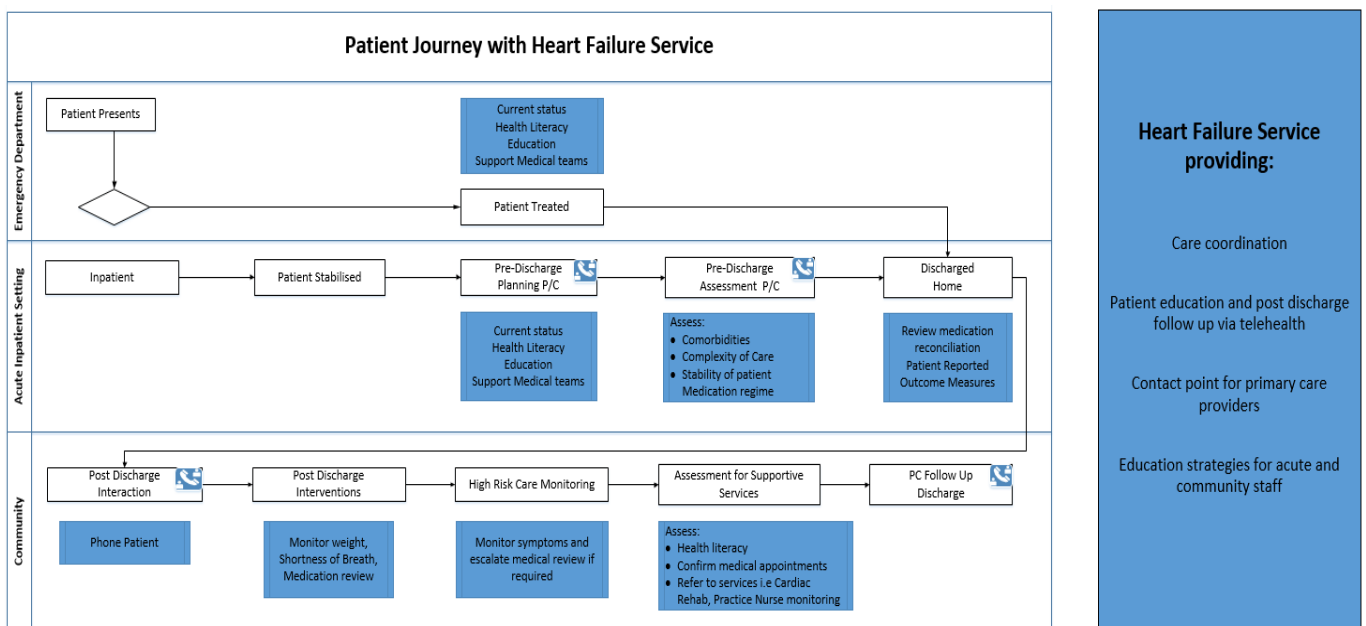 Patient Journey with Heart Failure Service
Emergency Department
Patient Presents
Current status
Health Literacy
Education
Support Medical teams
Patient Treated
Acute Inpatient Setting
Inpatient
Patient Stabilised
Pre-Discharge
Planning P/C
Pre-Discharge
Assessment P/C
Discharged
Home
Current status
Health Literacy
Education
Support Medical teams
Assess:
• Comorbidities
• Complexity of Care
• Stability of patient
Medication regime
Review medication
reconciliation
Patient Reported
Outcome Measures
Community
Post Discharge
Interaction
Post Discharge
Interventions
High Risk Care Monitoring
Assessment for Supportive
Services
PC Follow Up
Discharge
Phone Patient
Monitor weight,
Shortness of Breath,
Medication review
Monitor symptoms and
escalate medical review if
required
Assess:
• Health literacy
• Confirm medical appointments
• Refer to services i.e Cardiac
Rehab, Practice Nurse monitoring
Heart Failure Service
providing:
Care coordination
Patient education and post discharge
follow up via telehealth
Contact point for primary care
providers
Education strategies for acute and
community staff